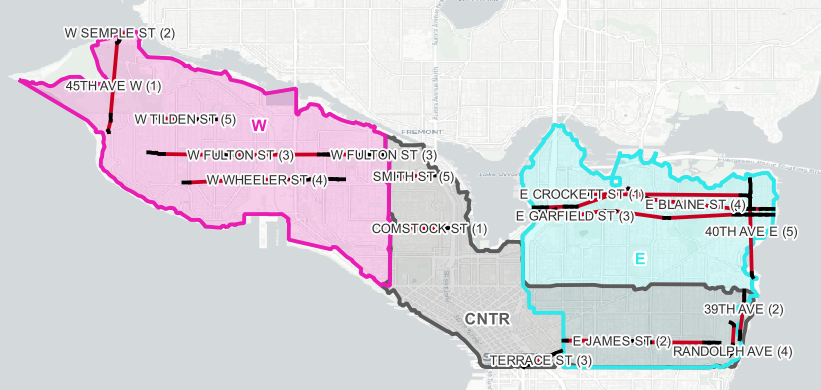 W SEMPLE ST (2)
45TH AVE W (1)
W TILDEN ST (5)
W
FREMONT
W FULTON ST (3)
W FULTON ST (3)
SMITH ST (5)
W WHEELER ST (4)
E CROCKETT ST (1)
E BLAINE ST (4)
E GARFIELD ST (3)
COMSTOCK ST (1)
40TH AVE E (5)
E
39TH AVE (2)
CNTR
E JAMES ST (2)
RANDOLPH AVE (4)
TERRACE ST (3)